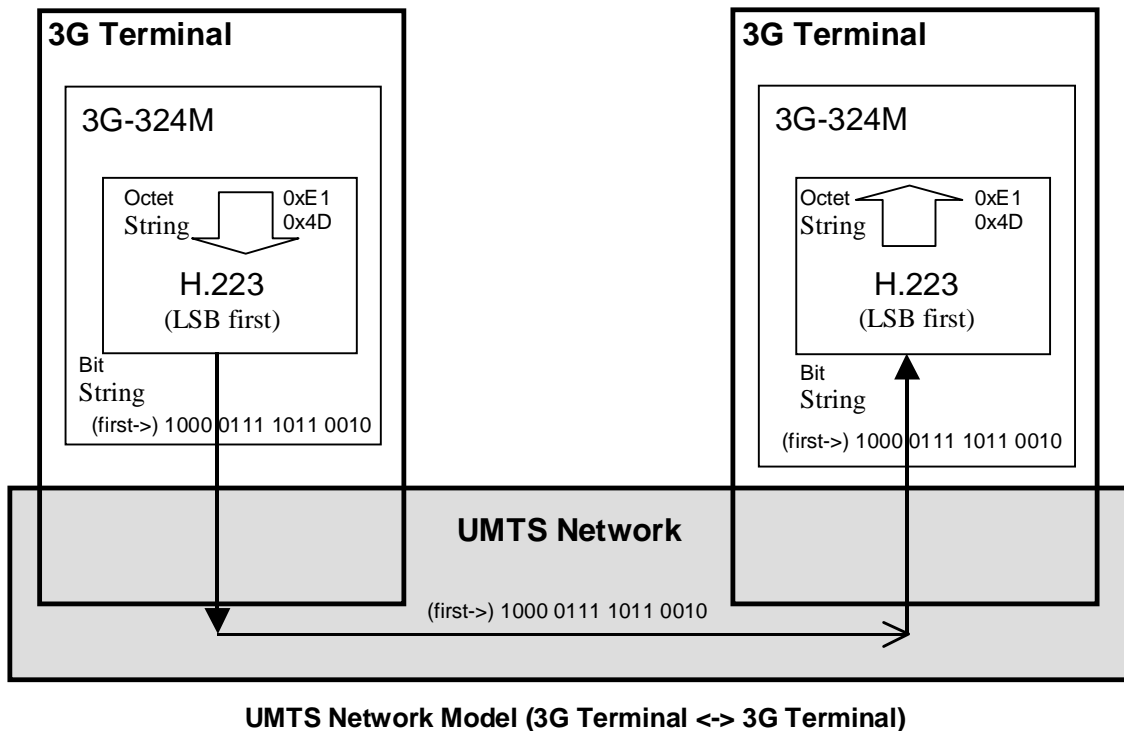 3G Terminal
3G-324M
Octet
String
0xE1
0x4D
H.223
(LSB first)
Bit
String
(first->) 1000 0111 1011 0010
3G Terminal
3G-324M
Octet
String
0xE1
0x4D
H.223
(LSB first)
Bit
String
(first->) 1000 0111 1011 0010
UMTS Network
(first->) 1000 0111 1011 0010
UMTS Network Model (3G Terminal <-> 3G Terminal)